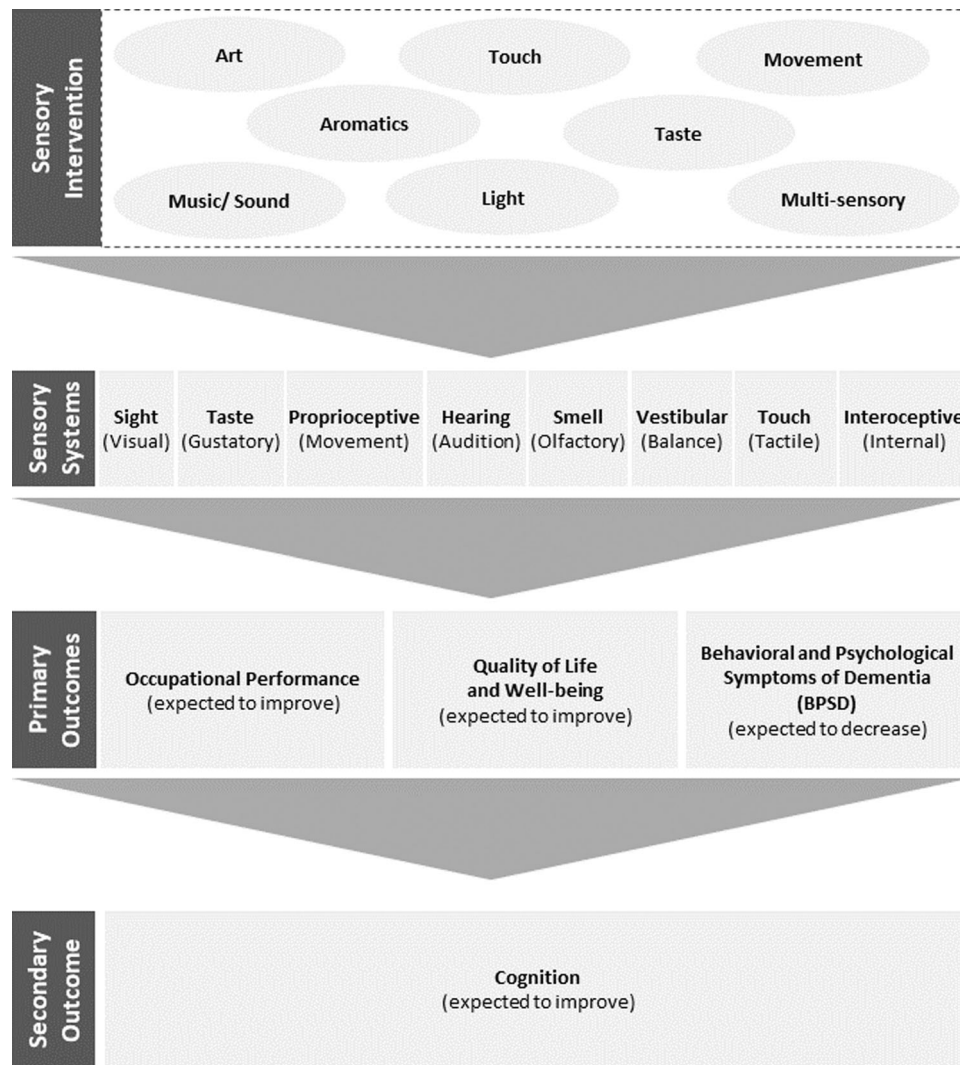 Sensory
Intervention
Art
Touch
Movement
Aromatics
Taste
Music/ Sound
Light
Multi-sensory
Sensory
Systems
Sight
(Visual)
Taste
(Gustatory)
Proprioceptive
(Movement)
Hearing
(Audition)
Smell
(Olfactory)
Vestibular
(Balance)
Touch
(Tactile)
Interoceptive
(Internal)
Primary
Outcomes
Occupational Performance
(expected to improve)
Quality of Life
and Well-being
(expected to improve)
Behavioral and Psychological
Symptoms of Dementia
(BPSD)
(expected to decrease)
Secondary
Outcome
Cognition
(expected to improve)